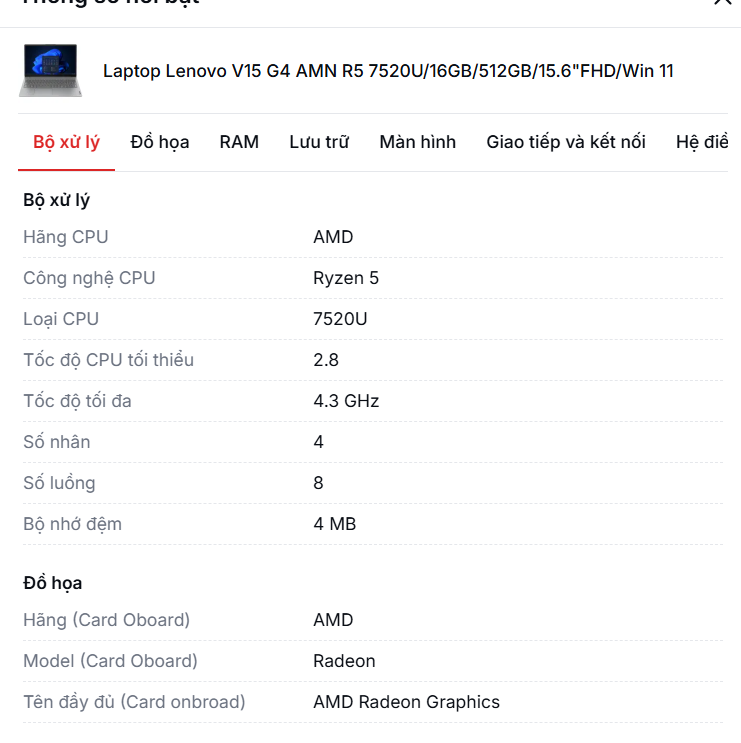 Thông số nổi bật
Laptop Lenovo V15 G4 AMN R5 7520U/16GB/512GB/15.6"FHD/Win 11
Bộ xử lý Đồ họa RAM Lưu trữ Màn hình Giao tiếp và kết nối Hệ điề
Bộ xử lý
Hãng CPU AMD
Công nghệ CPU Ryzen 5
Loại CPU 7520U
Tốc độ CPU tối thiểu 2.8
Tốc độ tối đa 4.3 GHz
Số nhân 4
Số luồng 8
Bộ nhớ đệm 4 MB
Đồ họa
Hãng (Card Oboard) AMD
Model (Card Oboard) Radeon
Tên đầy đủ (Card onbroad) AMD Radeon Graphics